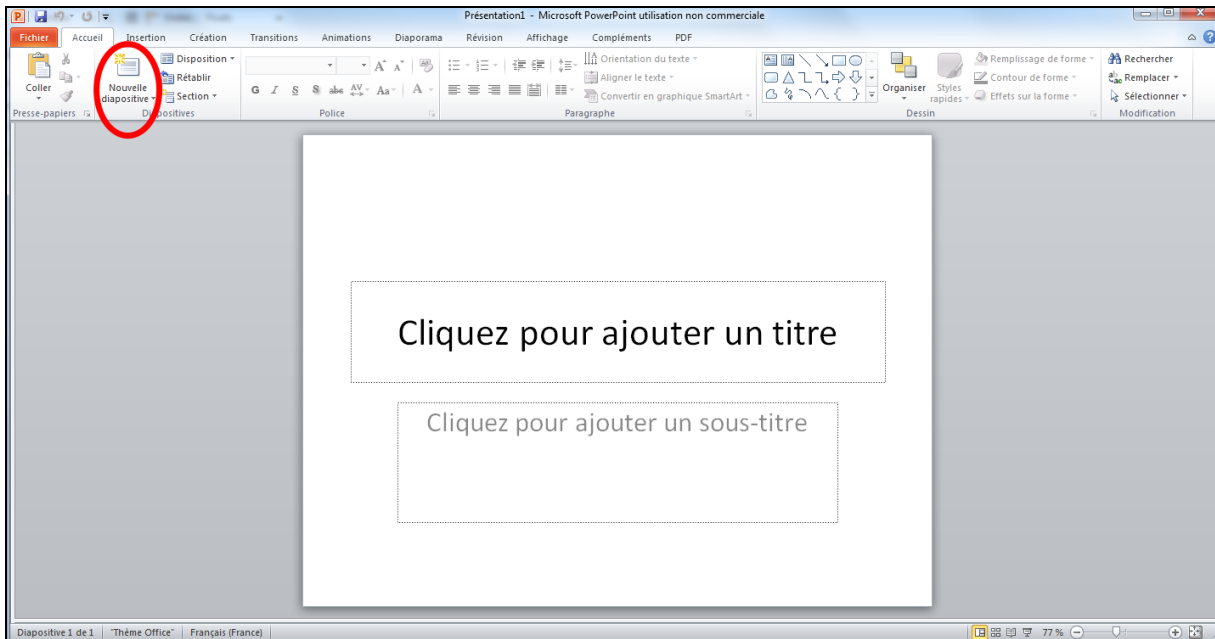 Présentation1 - Microsoft PowerPoint utilisation non commerciale
Fichier Accueil Insertion Création Transitions Animations Diaporama Révision Affichage Compléments PDF
Coller
Nouvelle
diapositive
Disposition
Rétablir
Section
G I S S abc AV Aa A
Orientation du texte
Aligner le texte
Convertir en graphique SmartArt
Organiser
Styles
rapides
Remplissage de forme
Contour de forme
Effets sur la forme
Rechercher
Remplacer
Sélectionner
Presse-papiers Diapositives Police Paragraphe Dessin Modification
Cliquez pour ajouter un titre
Cliquez pour ajouter un sous-titre
Diapositive 1 de 1 "Thème Office" Français (France) 77 %